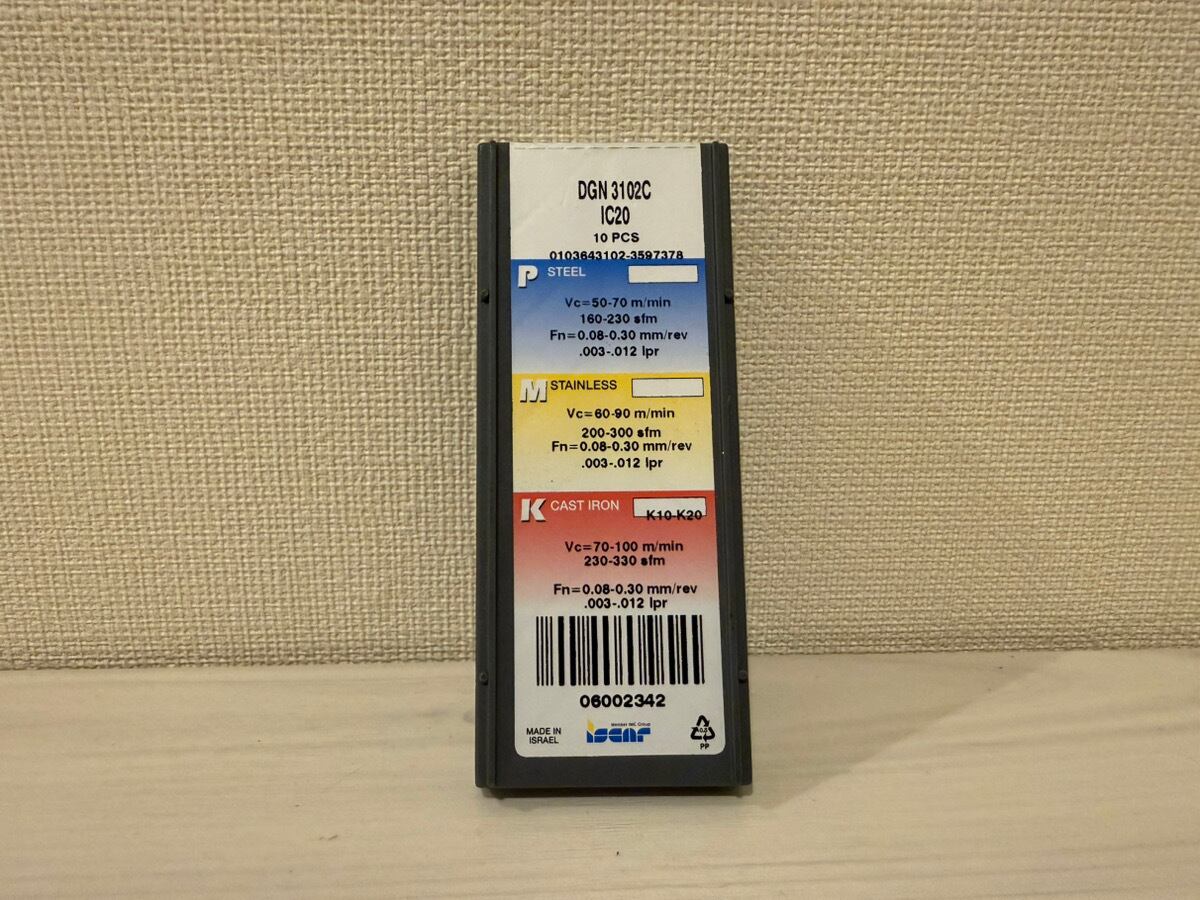 DGN 3102C
IC20
10 PCS
0103643102-3597378
P STEEL
Vc=50-70 m/min
160-230 sfm
Fn=0.08-0.30 mm/rev
.003-.012 Ipr
M STAINLESS
Vc=60-90 m/min
200-300 sfm
Fn=0.08-0.30 mm/rev
.003-.012 Ipr
K CAST IRON K10-K20
Vc=70-100 m/min
230-330 sfm
Fn=0.08-0.30 mm/rev
.003-.012 Ipr
06002342
MADE IN
ISRAEL
Member IMC Group
iscar
PP